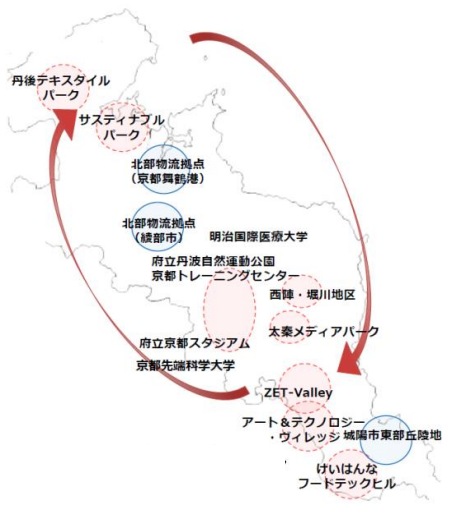 丹後テキスタイル
パーク
サスティナブル
パーク
北部物流拠点
（京都舞鶴港）
北部物流拠点
（綾部市）
明治国際医療大学
府立丹波自然運動公園
京都トレーニングセンター
西陣・堀川地区
太秦メディアパーク
府立京都スタジアム
京都先端科学大学
ZET-Valley
アート＆テクノロジー
・ヴィレッジ
城陽市東部丘陵地
けいはんな
フードテックヒル